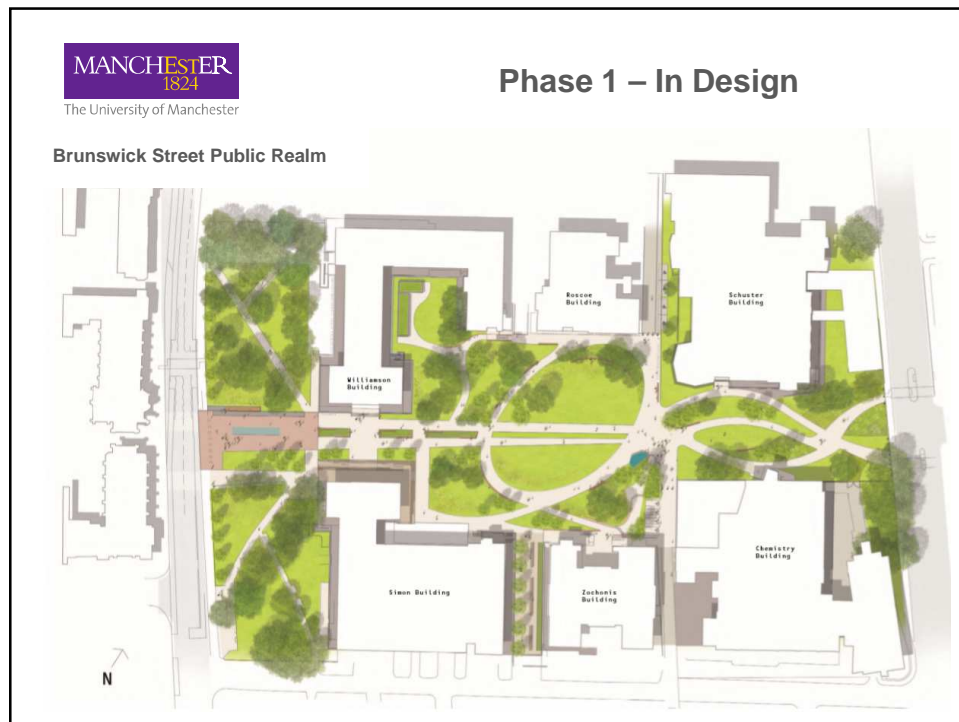 MANCHESTER
1824
The University of Manchester
Phase 1 – In Design
Brunswick Street Public Realm
Roscoe
Building
Schuster
Building
Williamson
Building
Chemistry
Building
Simon Building
Zochonis
Building
N